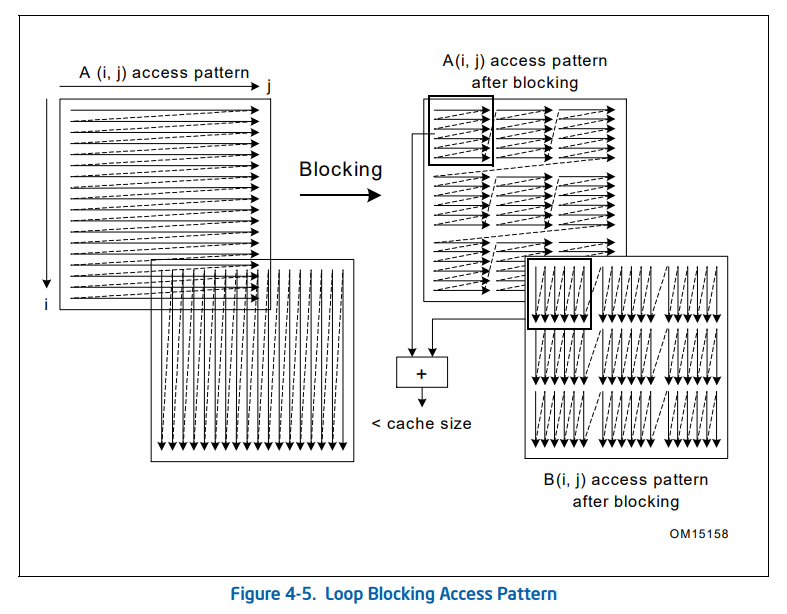 A (i, j) access pattern
j
i
Blocking
A(i, j) access pattern
after blocking
+
< cache size
B(i, j) access pattern
after blocking
OM15158
Figure 4-5. Loop Blocking Access Pattern